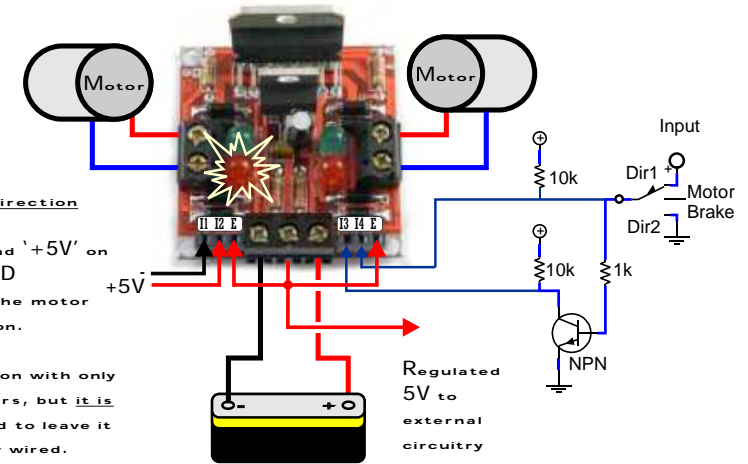 Motor
Motor
Input
10k
Dir1 +
Motor
Brake
Dir2
irection
nd '+5V' on
D
he motor
on.
I1 I2 E
I3 I4 E
-
+5V
10k
1k
NPN
on with only
rs, but it is
d to leave it
wired.
- +
Regulated
5V to
external
circuitry